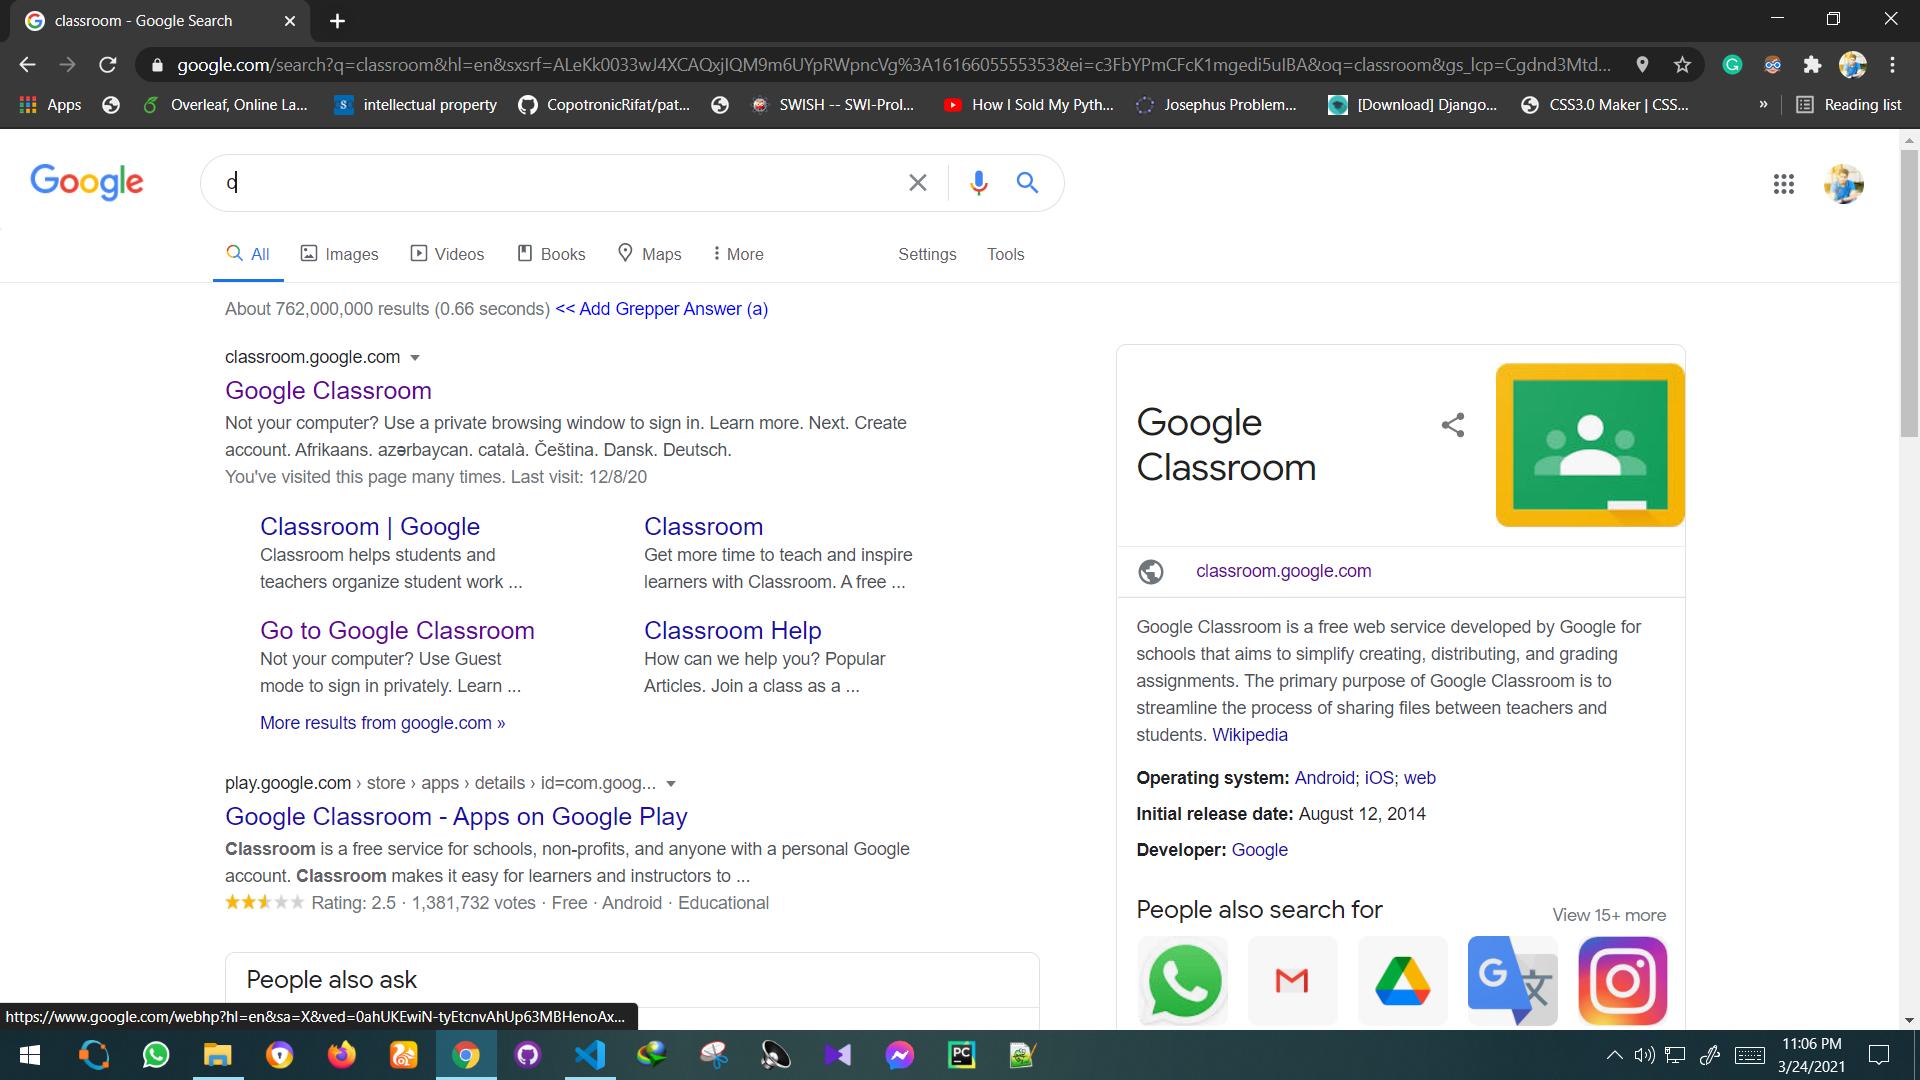 classroom - Google Search
google.com/search?q=classroom&hl=en&sxsrf=ALeKk0033wJ4XCAQxjIQM9m6UYpRWpncVg%3A1616605555353&ei=c3FbYPmCFcK1mgedi5uIBA&oq=classroom&gs_lcp=Cgdnd3Mtd...
Apps
Overleaf, Online La...
intellectual property
CopotronicRifat/pat...
SWISH -- SWI-Prol...
How I Sold My Pyth...
Josephus Problem...
[Download] Django...
CSS3.0 Maker | CSS...
»
Reading list
Google
c
All Images Videos Books Maps More Settings Tools
About 762,000,000 results (0.66 seconds) << Add Grepper Answer (a)
classroom.google.com
Google Classroom
Not your computer? Use a private browsing window to sign in. Learn more. Next. Create
account. Afrikaans. azərbaycan. català. Čeština. Dansk. Deutsch.
You've visited this page many times. Last visit: 12/8/20
Classroom | Google
Classroom helps students and
teachers organize student work ...
Classroom
Get more time to teach and inspire
learners with Classroom. A free ...
Go to Google Classroom
Not your computer? Use Guest
mode to sign in privately. Learn ...
Classroom Help
How can we help you? Popular
Articles. Join a class as a ...
More results from google.com »
play.google.com › store › apps › details › id=com.goog...
Google Classroom - Apps on Google Play
Classroom is a free service for schools, non-profits, and anyone with a personal Google
account. Classroom makes it easy for learners and instructors to ...
Rating: 2.5 · 1,381,732 votes · Free · Android · Educational
People also ask
Google
Classroom
classroom.google.com
Google Classroom is a free web service developed by Google for
schools that aims to simplify creating, distributing, and grading
assignments. The primary purpose of Google Classroom is to
streamline the process of sharing files between teachers and
students. Wikipedia
Operating system: Android; iOS; web
Initial release date: August 12, 2014
Developer: Google
People also search for
View 15+ more
https://www.google.com/webhp?hl=en&sa=X&ved=0ahUKEwiN-tyEtcnvAhUp63MBHenoAx...
PC
11:06 PM
3/24/2021